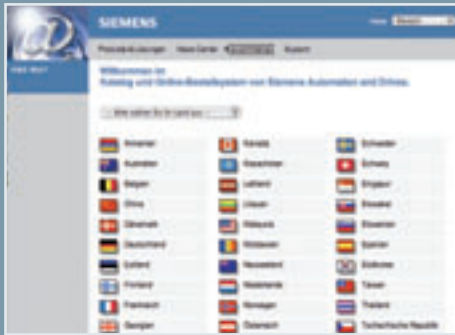 SIEMENS
Support
Willkommen im
Katalog und Online-Bestellsystem von Siemens Automation and Drives.
Armenien
Kanada
Schweden
Australien
Kasachstan
Schweiz
Belgien
Lettland
Singapur
China
Litauen
Slowakei
Dänemark
Malaysia
Slowenien
Deutschland
Moldawien
Spanien
Estland
Neuseeland
Südkorea
Finnland
Niederlande
Taiwan
Frankreich
Norwegen
Thailand
Georgien
Österreich
Tschechische Republik